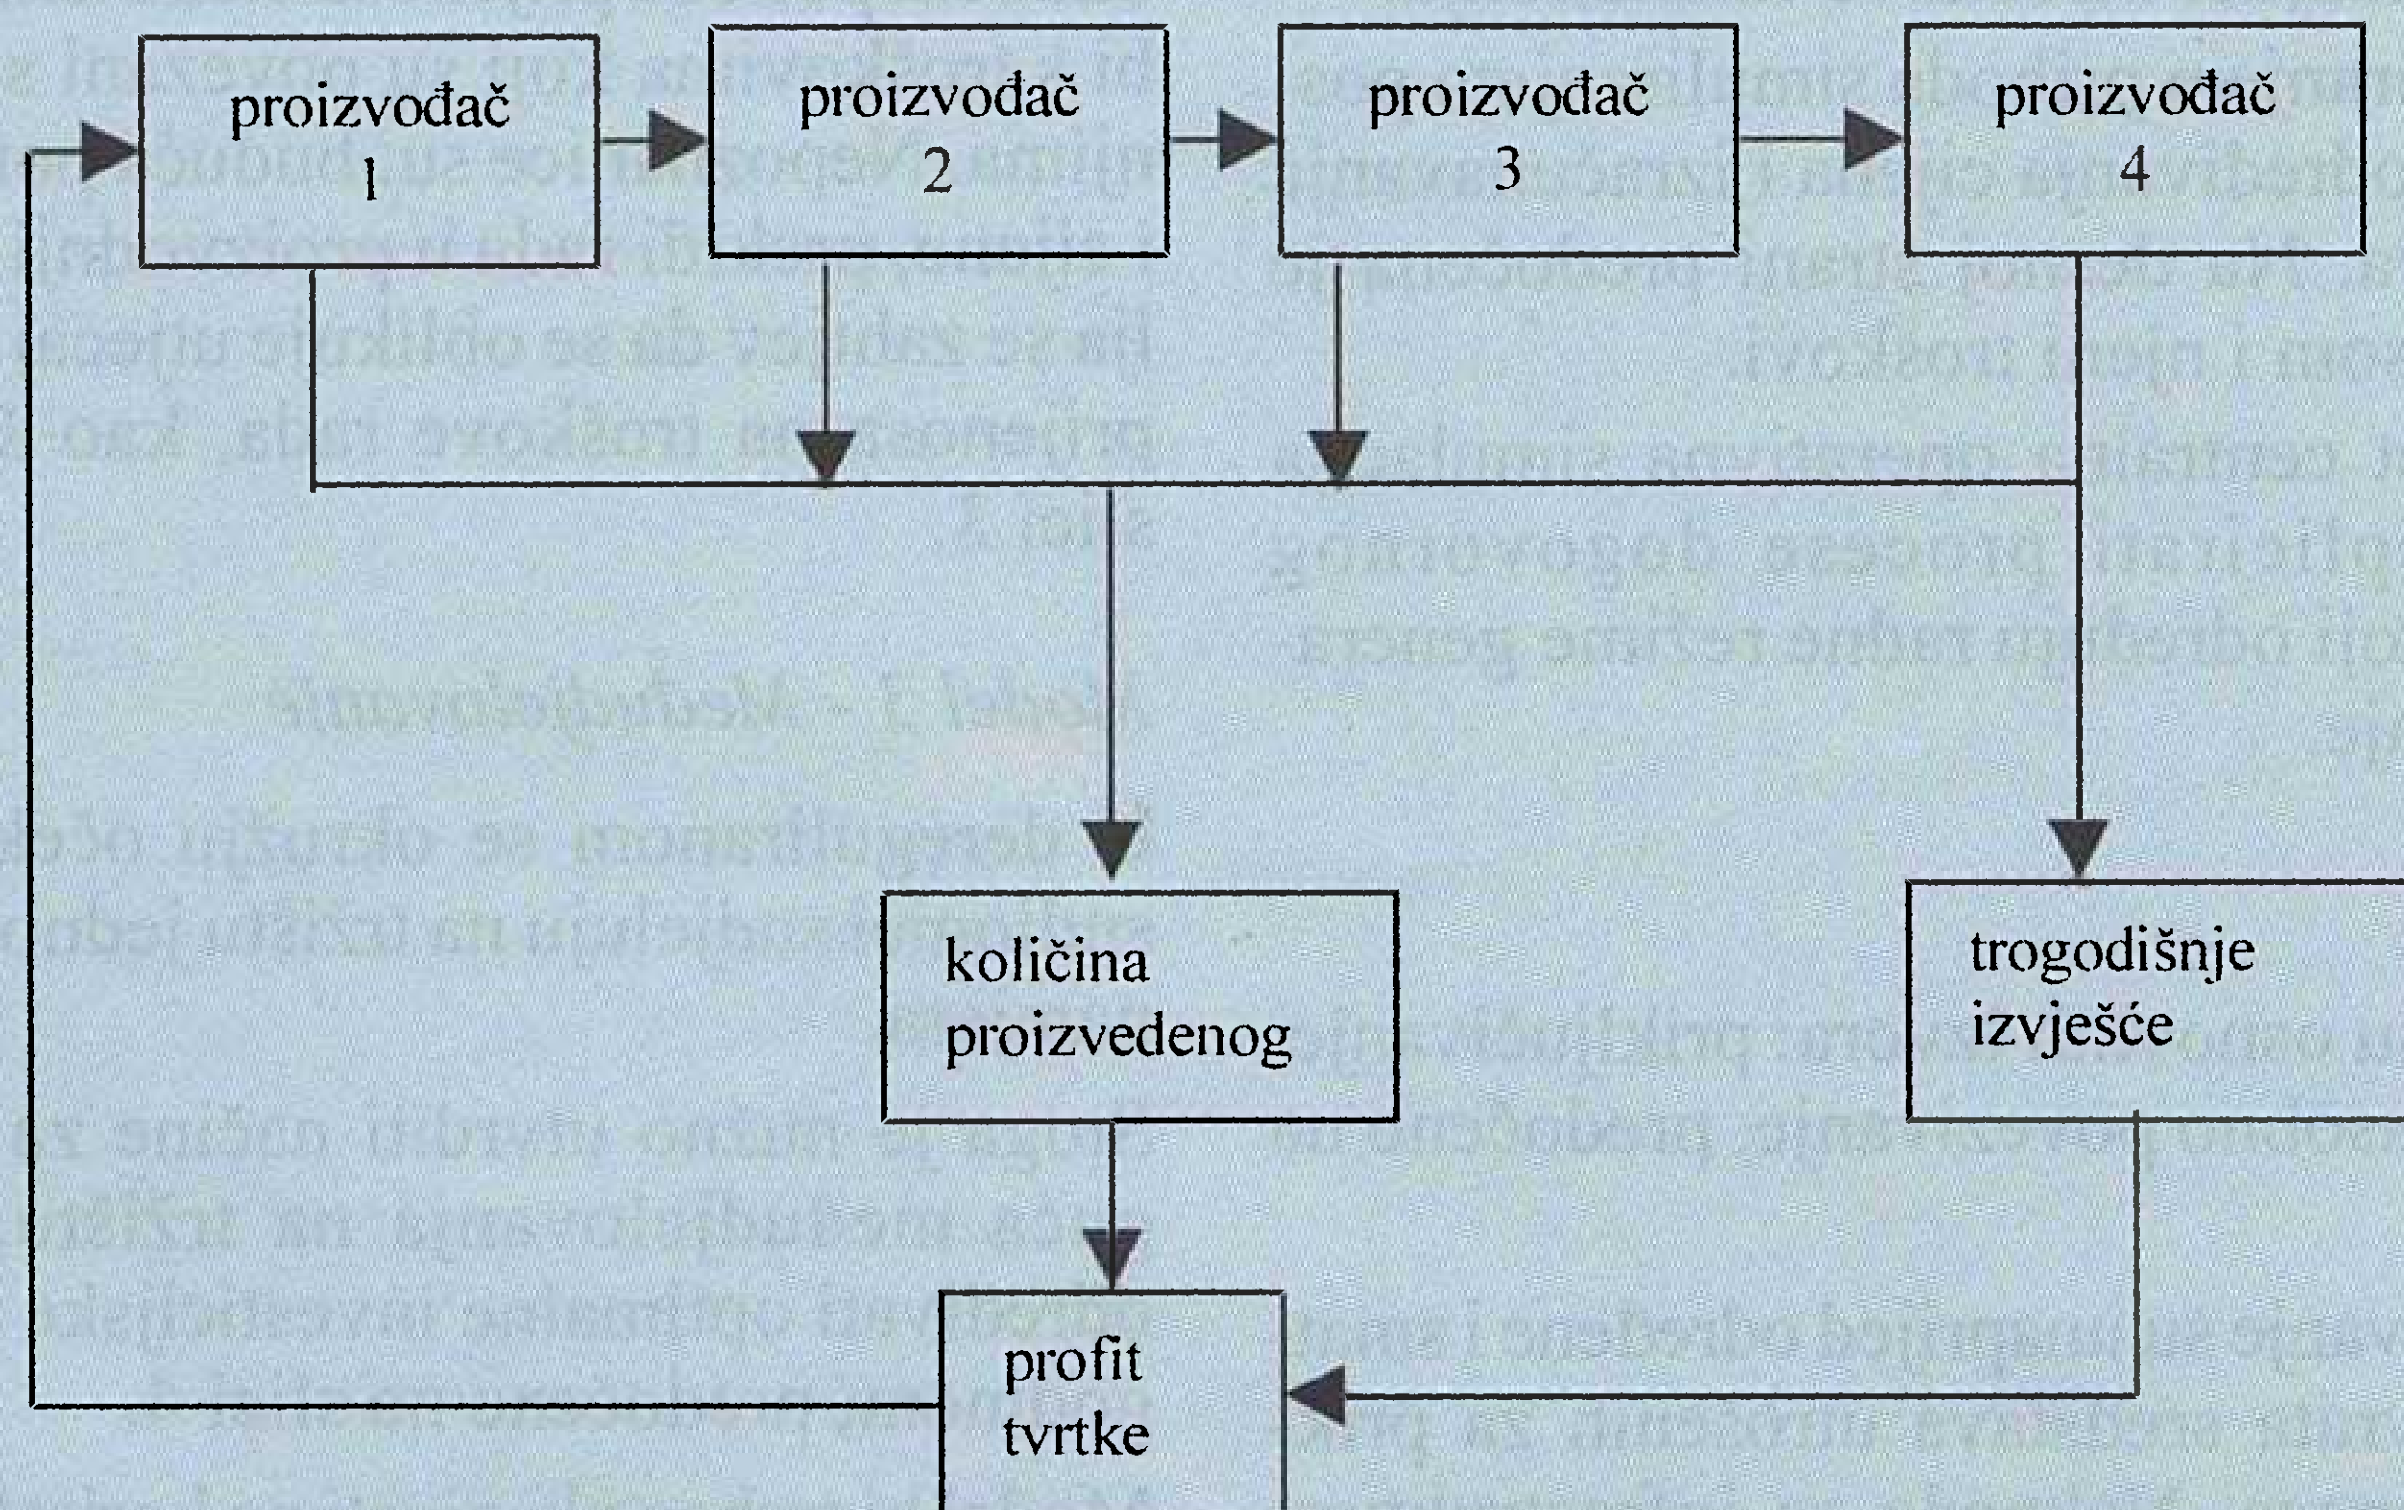 proizvođač
1
proizvođač
2
proizvođač
3
proizvođač
4
količina
proizvedenog
trogodišnje
izvješće
profit
tvrtke